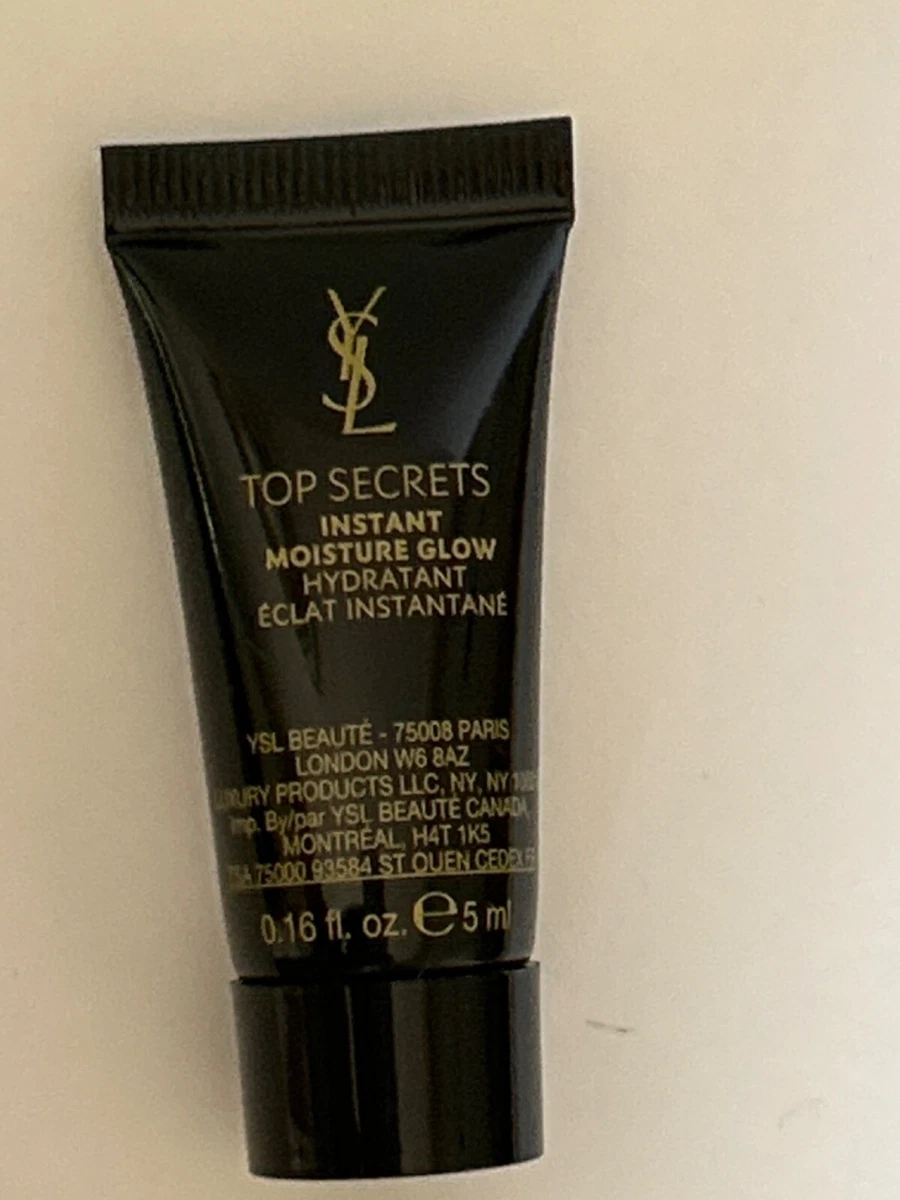 YSL
TOP SECRETS
INSTANT
MOISTURE GLOW
HYDRATANT
ÉCLAT INSTANTANÉ
YSL BEAUTÉ - 75008 PARIS
LONDON W6 8AZ
PRODUCTS LLC, NY, NY
Imp. By/par YSL BEAUTÉ CANADA,
MONTRÉAL, H4T 1K5
75000 93584 ST OUEN CEDEX
0.16 fl. oz. e 5 ml